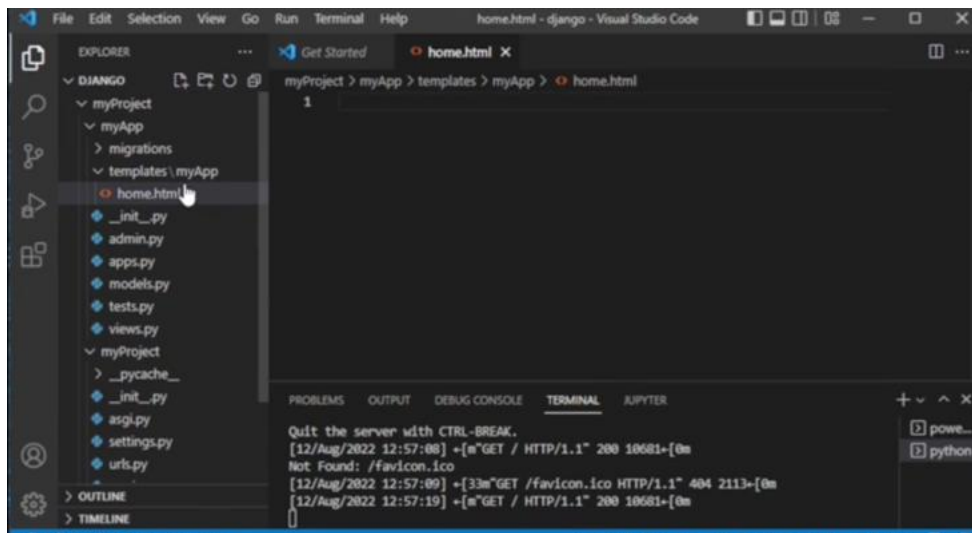 File Edit Selection View Go Run Terminal Help home.html - django - Visual Studio Code
EXPLORER
Get Started
home.html
DJANGO
myProject > myApp > templates > myApp > home.html
1
myProject
myApp
migrations
templates\myApp
home.html
__init__.py
admin.py
apps.py
models.py
tests.py
views.py
myProject
__pycache__
__init__.py
asgi.py
settings.py
urls.py
OUTLINE
TIMELINE
PROBLEMS OUTPUT DEBUG CONSOLE TERMINAL JUPYTER
Quit the server with CTRL-BREAK.
[12/Aug/2022 12:57:08] ←[m"GET / HTTP/1.1" 200 10681←[0m
Not Found: /favicon.ico
[12/Aug/2022 12:57:09] ←[33m"GET /favicon.ico HTTP/1.1" 404 2113←[0m
[12/Aug/2022 12:57:19] ←[m"GET / HTTP/1.1" 200 10681←[0m
powe...
python